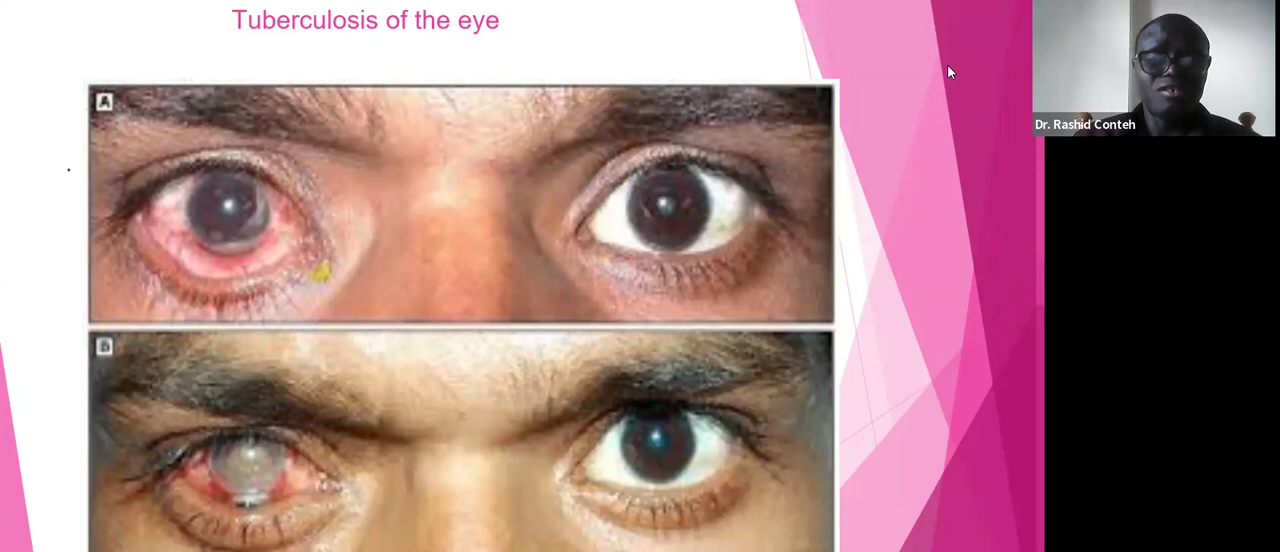 Tuberculosis of the eye
A
Dr. Rashid Conteh
B